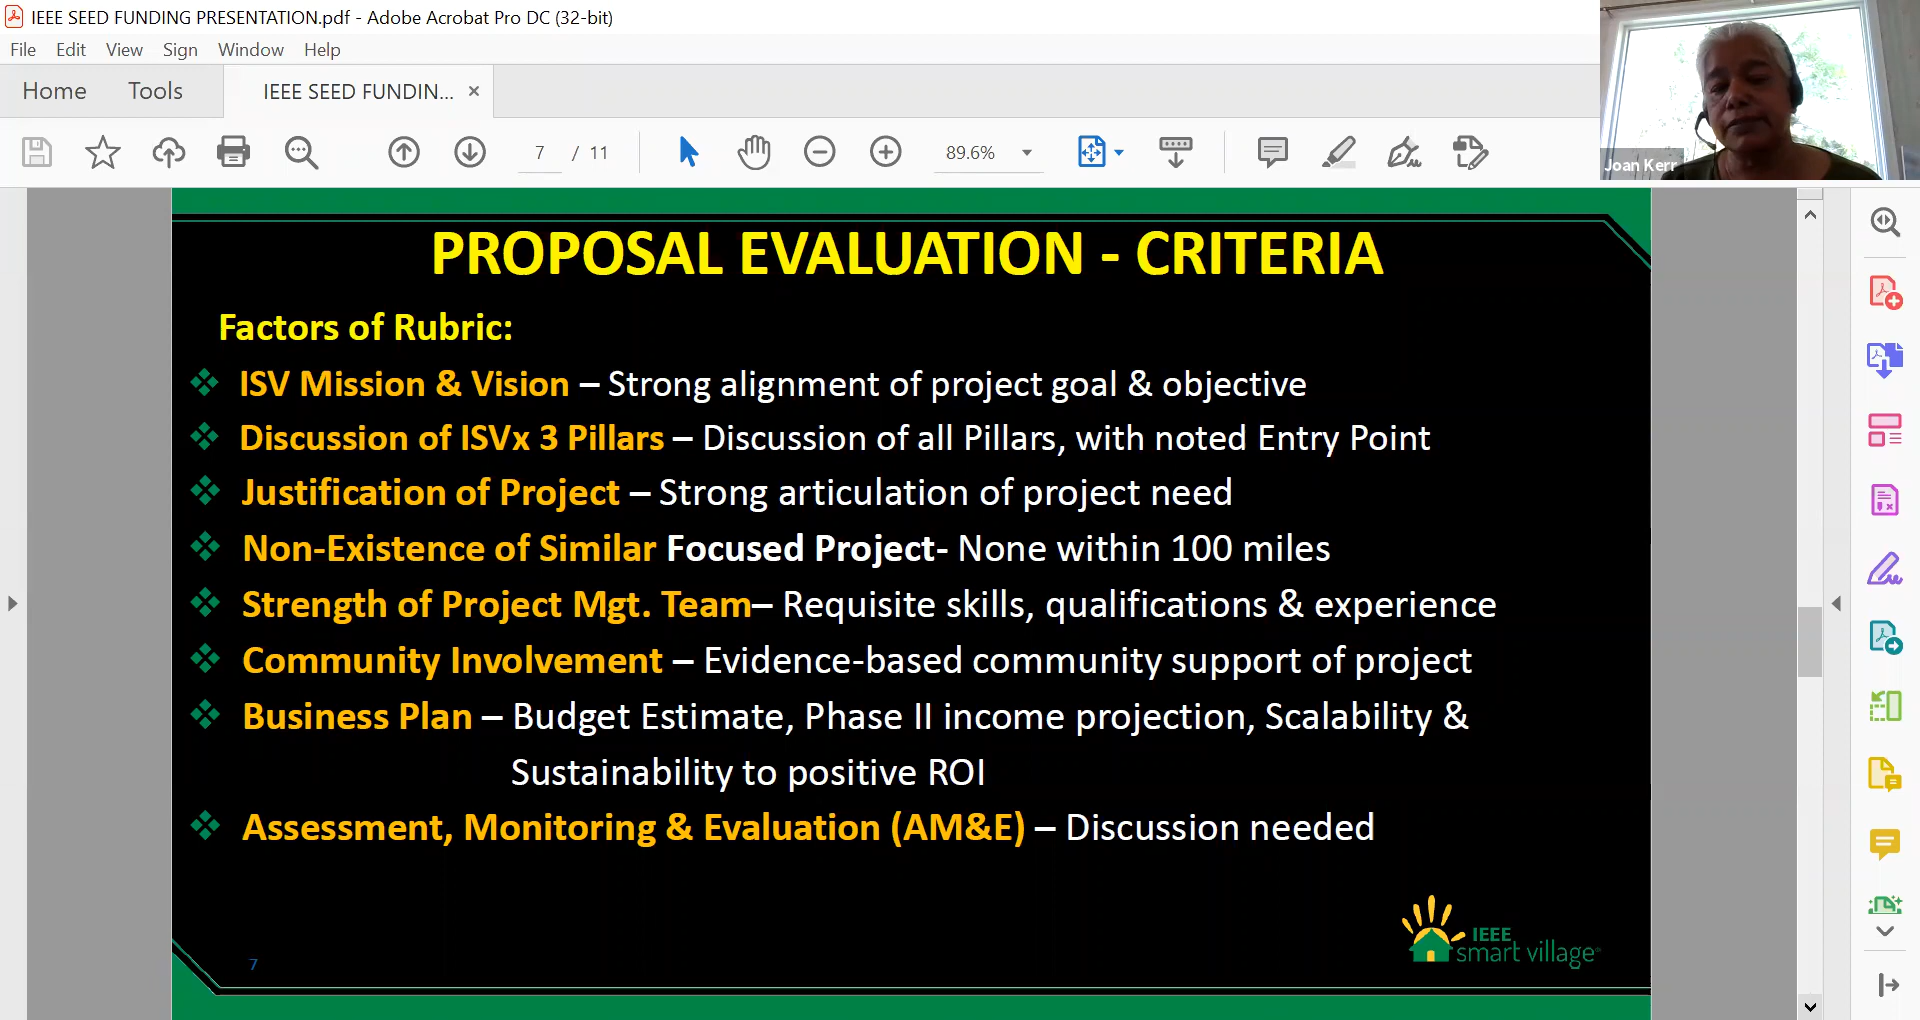 IEEE SEED FUNDING PRESENTATION.pdf - Adobe Acrobat Pro DC (32-bit)
File Edit View Sign Window Help
Home Tools IEEE SEED FUNDIN... ×
7 / 11 89.6%
Joan Kerr
PROPOSAL EVALUATION - CRITERIA
Factors of Rubric:
ISV Mission & Vision – Strong alignment of project goal & objective
Discussion of ISVx 3 Pillars – Discussion of all Pillars, with noted Entry Point
Justification of Project – Strong articulation of project need
Non-Existence of Similar Focused Project- None within 100 miles
Strength of Project Mgt. Team– Requisite skills, qualifications & experience
Community Involvement – Evidence-based community support of project
Business Plan – Budget Estimate, Phase II income projection, Scalability &
Sustainability to positive ROI
Assessment, Monitoring & Evaluation (AM&E) – Discussion needed
7
IEEE
smart village